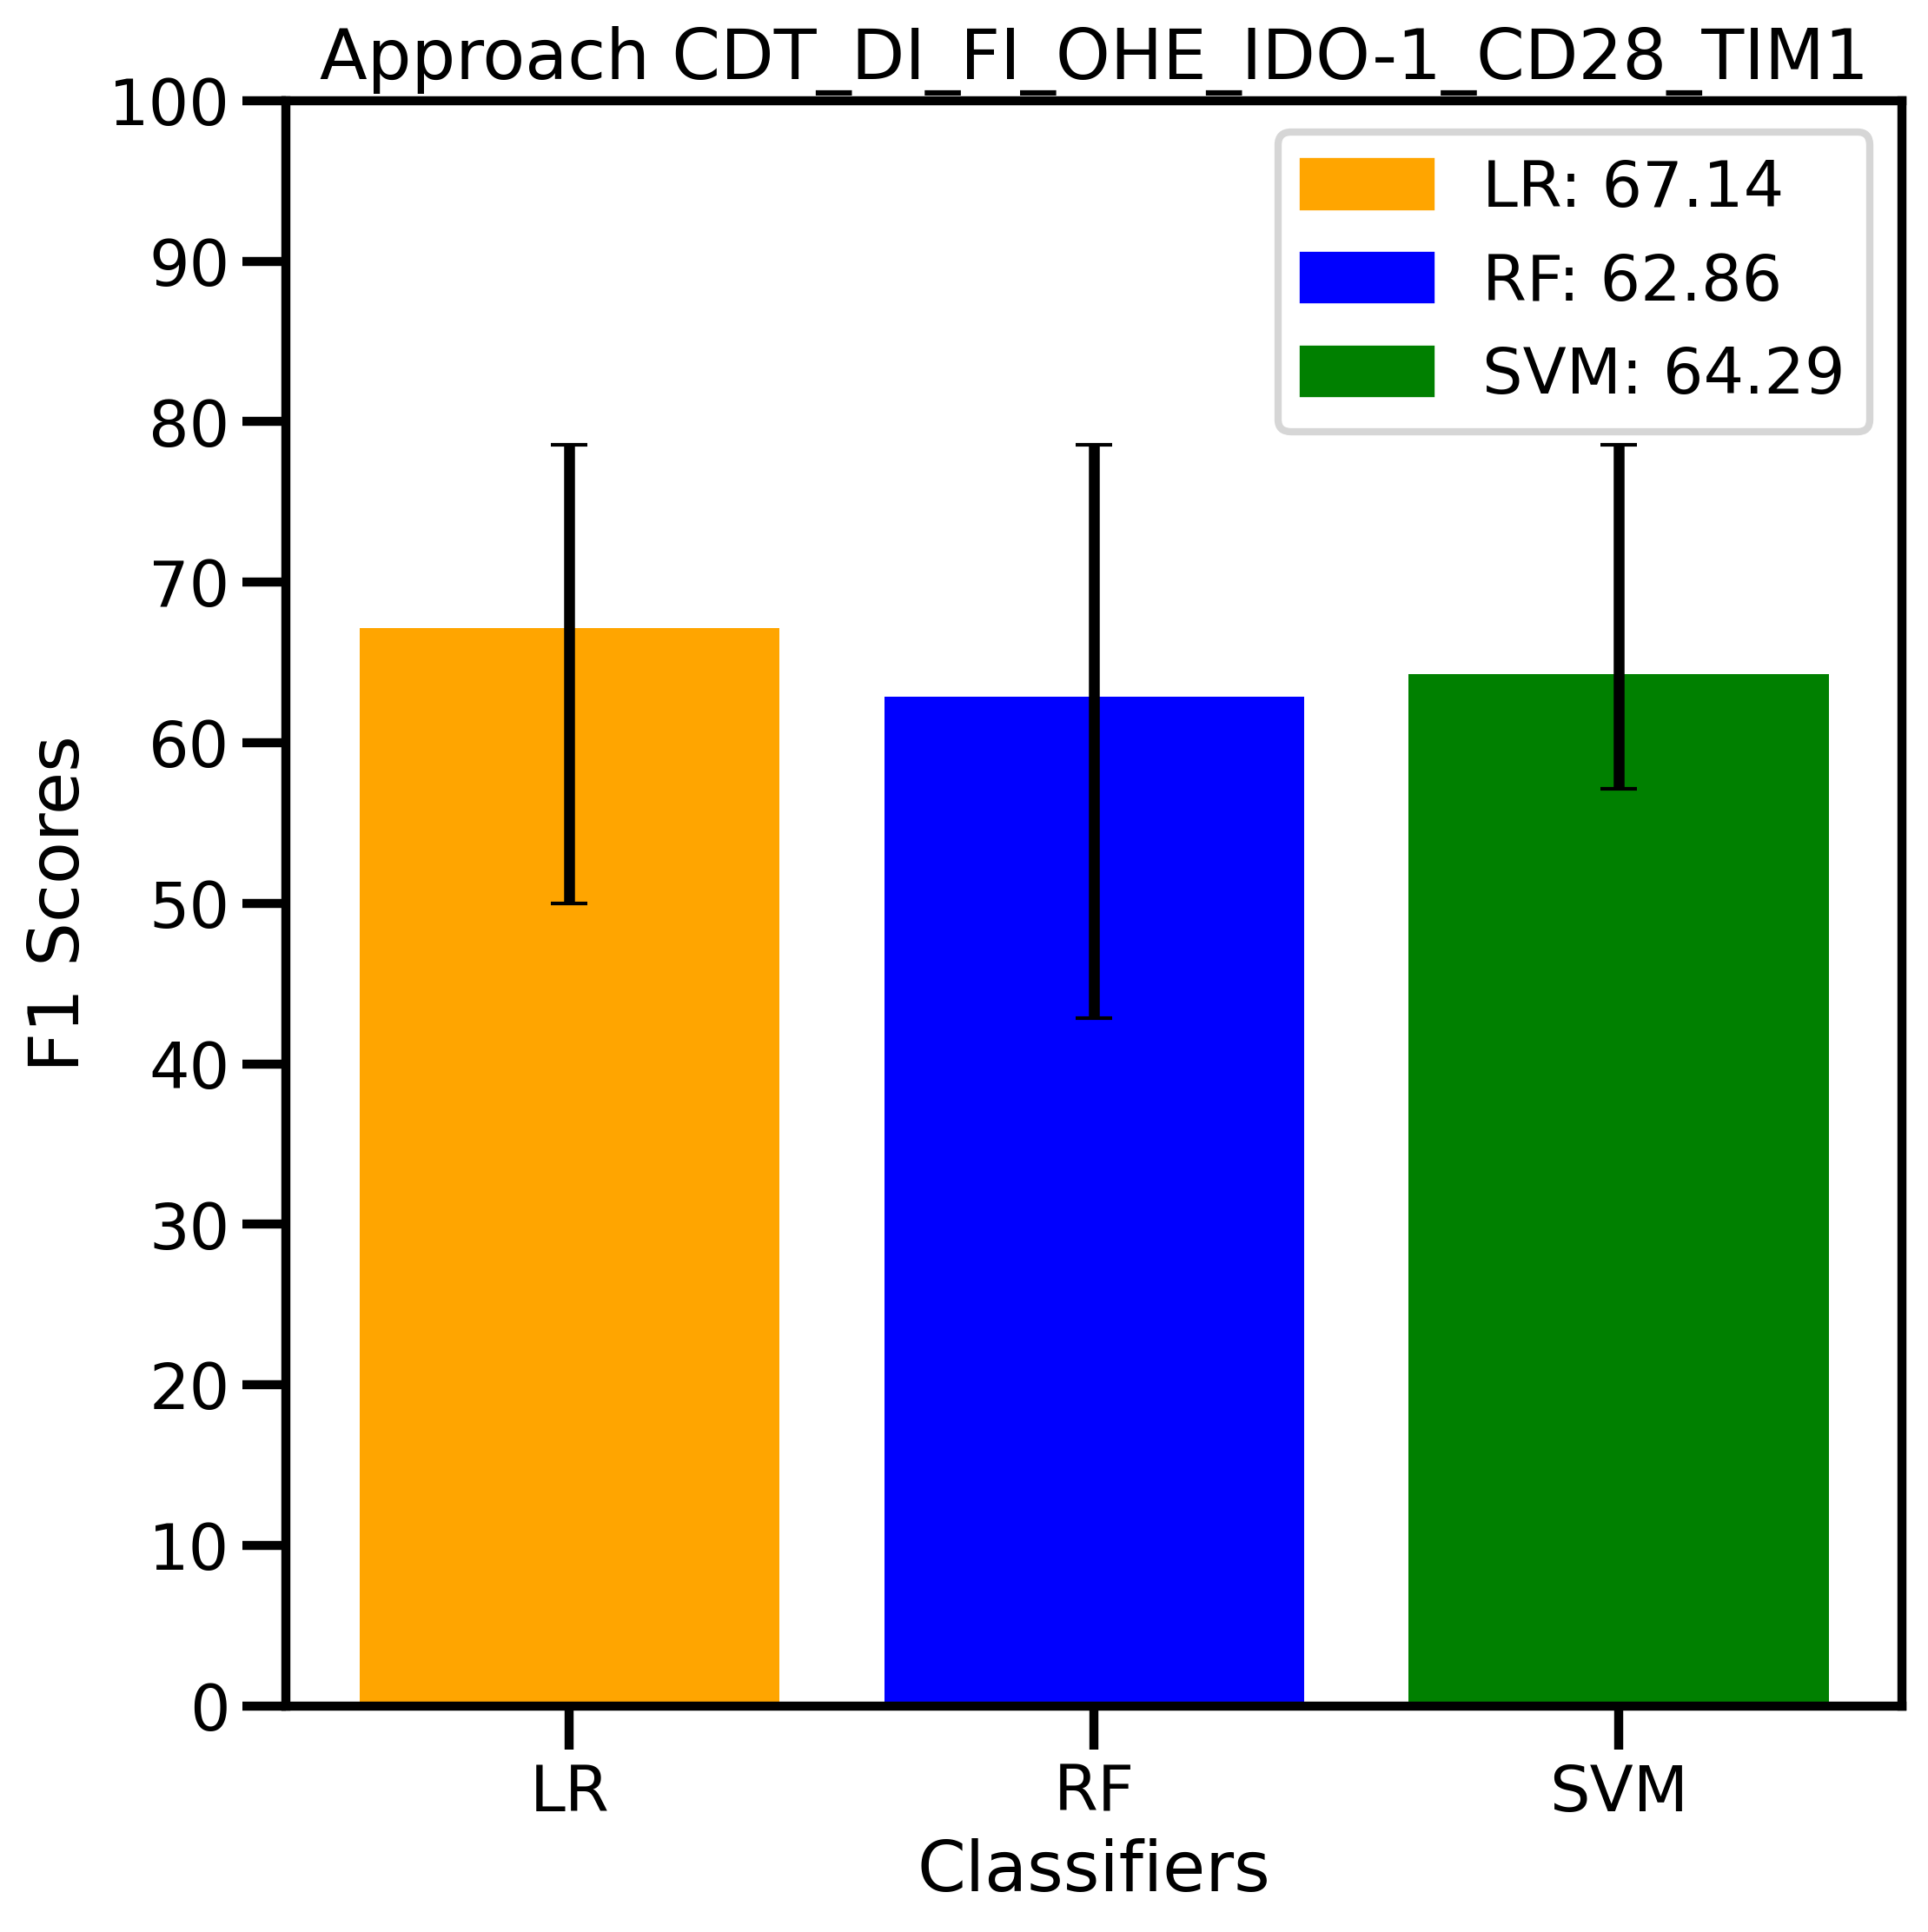 Approach CDT_DI_FI_OHE_IDO-1_CD28_TIM1
100
90
80
70
60
50
40
30
20
10
0
F1 Scores
LR: 67.14
RF: 62.86
SVM: 64.29
LR
RF
SVM
Classifiers